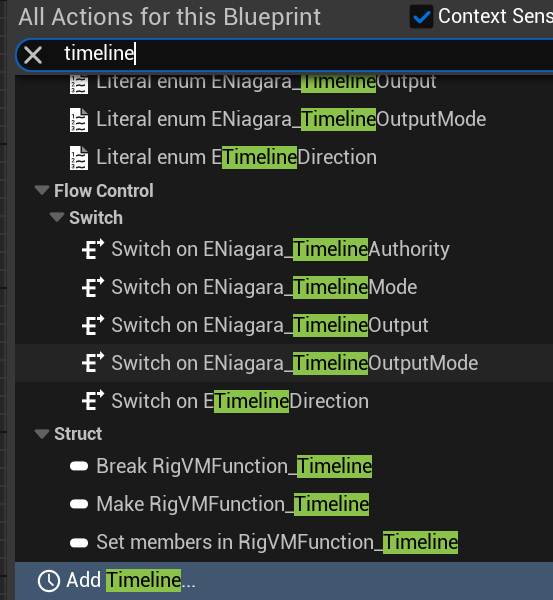 All Actions for this Blueprint
Context Sens
timeline
Literal enum ENiagara_TimelineOutput
Literal enum ENiagara_TimelineOutputMode
Literal enum ETimelineDirection
Flow Control
Switch
Switch on ENiagara_TimelineAuthority
Switch on ENiagara_TimelineMode
Switch on ENiagara_TimelineOutput
Switch on ENiagara_TimelineOutputMode
Switch on ETimelineDirection
Struct
Break RigVMFunction_Timeline
Make RigVMFunction_Timeline
Set members in RigVMFunction_Timeline
Add Timeline...